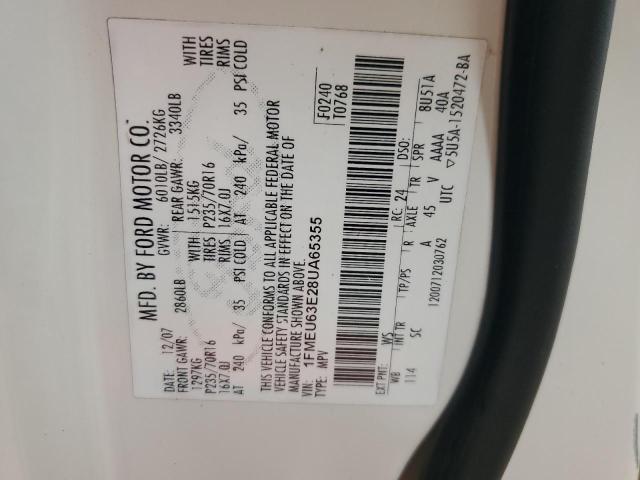 MFD. BY FORD MOTOR CO.
DATE: 12/07 GVWR: 6010LB/2726KG
FRONT GAWR: 2860LB REAR GAWR: 3340LB
1297KG WITH 1515KG WITH
P235/70R16 TIRES P235/70R16 TIRES
16X7.0J RIMS 16X7.0J RIMS
AT 240 kPa/ 35 PSI COLD AT 240 kPa/ 35 PSI COLD
THIS VEHICLE CONFORMS TO ALL APPLICABLE FEDERAL MOTOR
VEHICLE SAFETY STANDARDS IN EFFECT ON THE DATE OF
MANUFACTURE SHOWN ABOVE.
VIN: 1FMEU63E28UA65355
TYPE: MPV
F0240
T0768
EXT PNT: WS RC: 24 DSO:
WB INT TR TP/PS R AXLE TR SPR 8U51A
114 SC A 45 V AAAA 40A
1200712030762 UTC ▽5U5A-1520472-BA